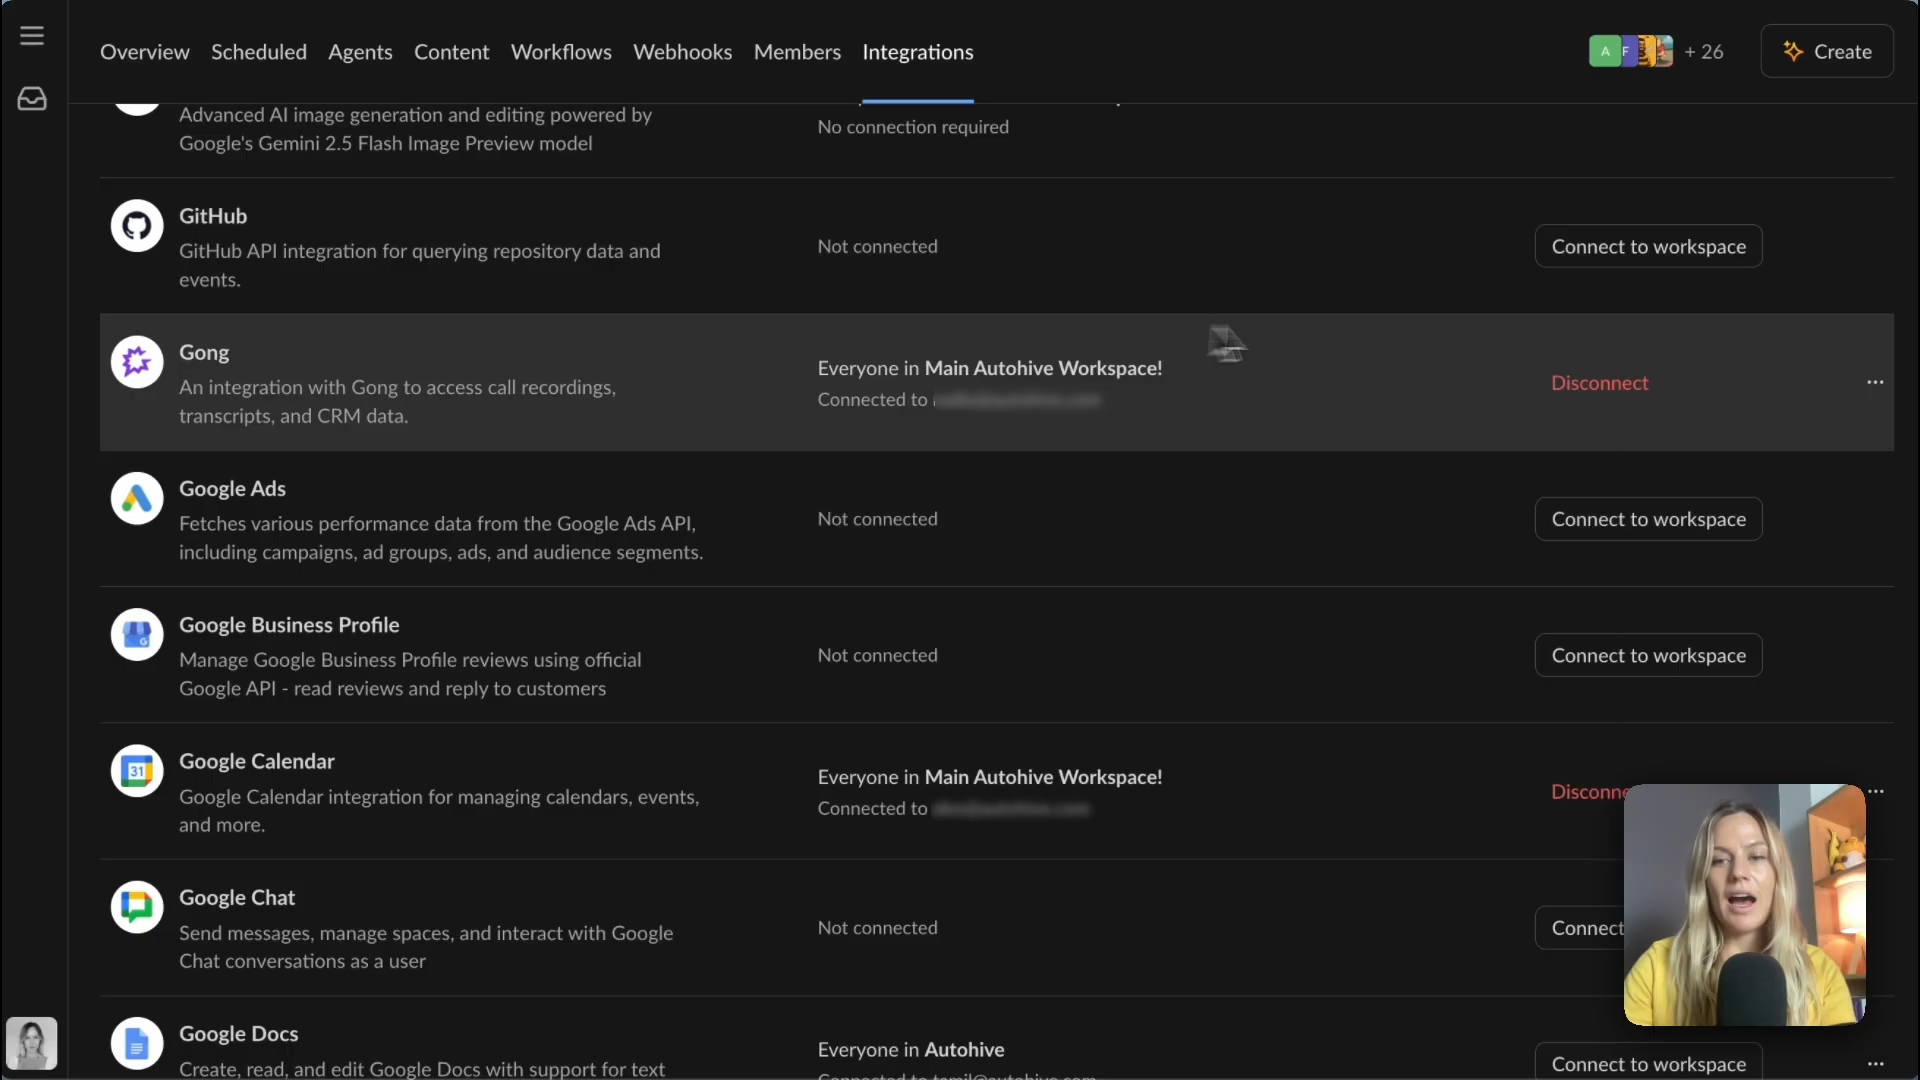 Overview Scheduled Agents Content Workflows Webhooks Members Integrations
A F + 26 Create
Advanced AI image generation and editing powered by
Google's Gemini 2.5 Flash Image Preview model
No connection required
GitHub
GitHub API integration for querying repository data and
events.
Not connected
Connect to workspace
Gong
An integration with Gong to access call recordings,
transcripts, and CRM data.
Everyone in Main Autohive Workspace!
Connected to
Disconnect
Google Ads
Fetches various performance data from the Google Ads API,
including campaigns, ad groups, ads, and audience segments.
Not connected
Connect to workspace
Google Business Profile
Manage Google Business Profile reviews using official
Google API - read reviews and reply to customers
Not connected
Connect to workspace
Google Calendar
Google Calendar integration for managing calendars, events,
and more.
Everyone in Main Autohive Workspace!
Connected to
Disconne
31
Google Chat
Send messages, manage spaces, and interact with Google
Chat conversations as a user
Not connected
Connect
Google Docs
Create, read, and edit Google Docs with support for text
Everyone in Autohive
Connected to
Connect to workspace